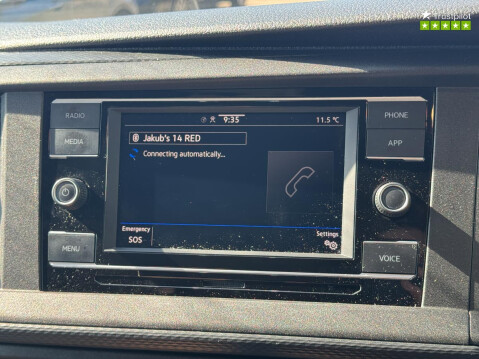 Trustpilot
RADIO
9:35
11.5 °C
PHONE
MEDIA
Jakub's 14 RED
APP
Connecting automatically...
Emergency
SOS
Settings
MENU
VOICE